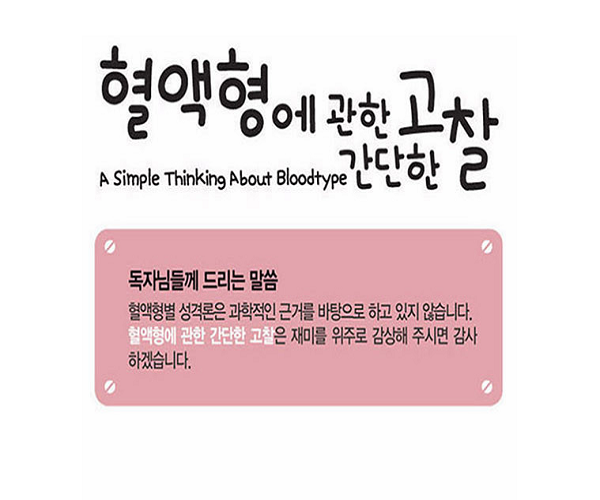 혈액형에 관한 간단한 고찰
A Simple Thinking About Bloodtype
독자님들께 드리는 말씀
혈액형별 성격론은 과학적인 근거를 바탕으로 하고 있지 않습니다.
혈액형에 관한 간단한 고찰은 재미를 위주로 감상해 주시면 감사
하겠습니다.